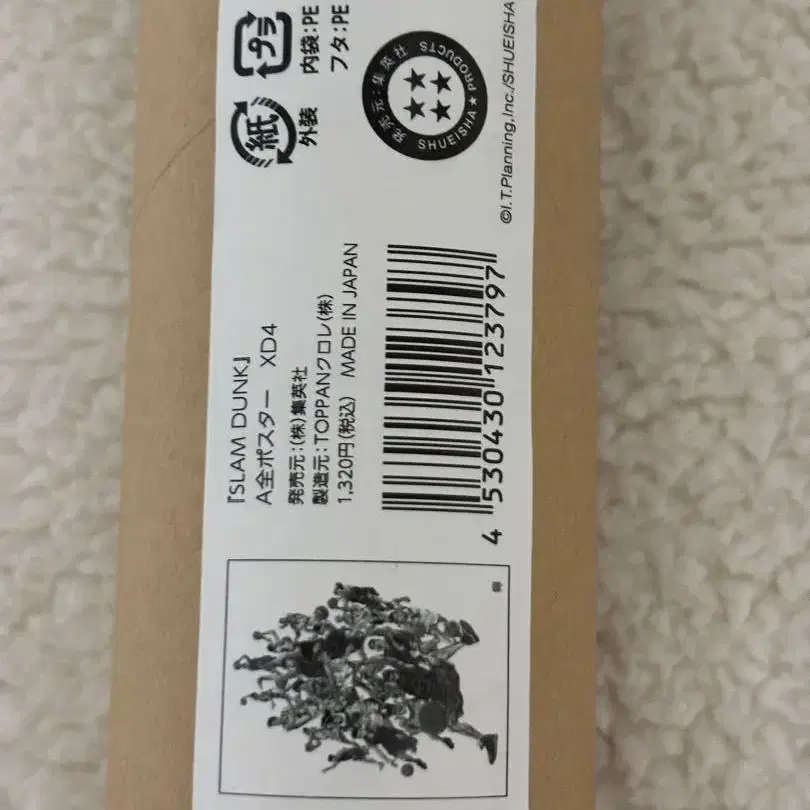 『SLAM DUNK』
A全ポスター XD4
発売元:(株)集英社
製造元:TOPPANクロレ(株)
1,320円(税込) MADE IN JAPAN
4 530430 123797
紙
外装
プラ
内袋:PE
フタ:PE
発売元:集英社
SHUEISHA ★ PRODUCTS
©I.T.Planning,Inc./SHUEISHA